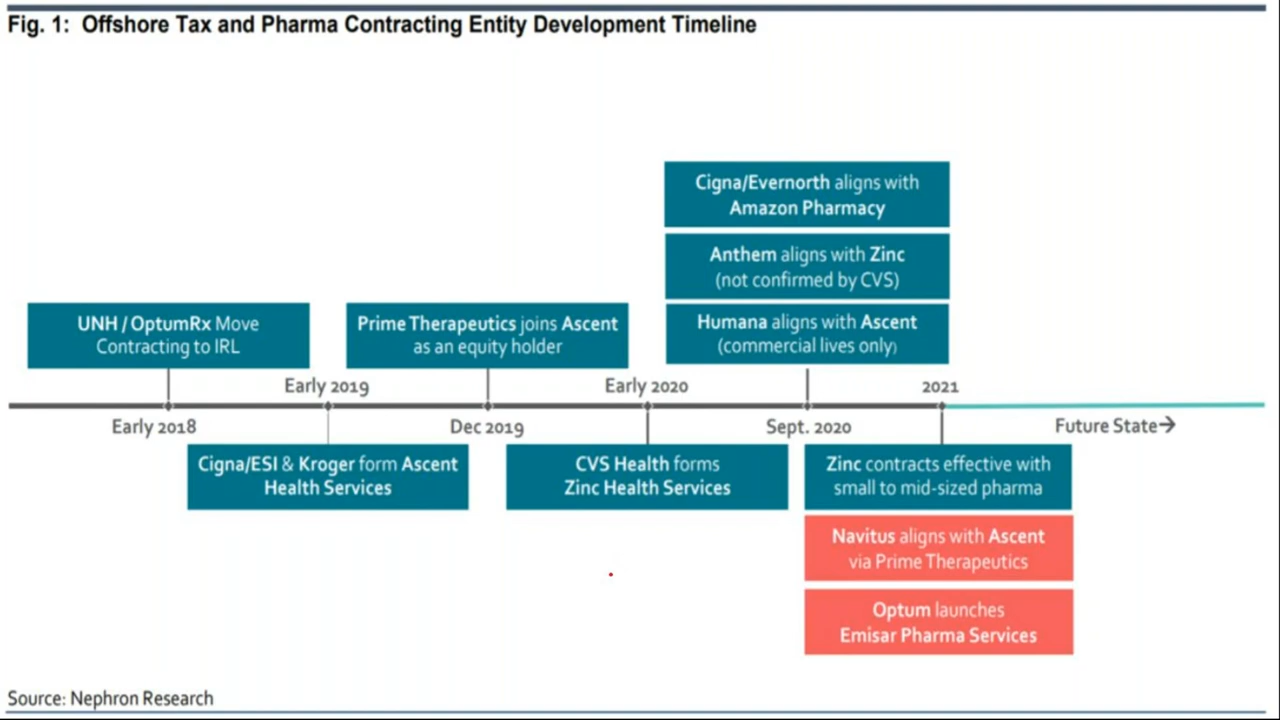 Fig. 1:  Offshore Tax and Pharma Contracting Entity Development Timeline
Cigna/Evernorth aligns with
Amazon Pharmacy
Anthem aligns with Zinc
(not confirmed by CVS)
Humana aligns with Ascent
(commercial lives only)
UNH / OptumRx Move
Contracting to IRL
Prime Therapeutics joins Ascent
as an equity holder
Early 2019
Early 2020
2021
Early 2018
Dec 2019
Sept. 2020
Future State→
Cigna/ESI & Kroger form Ascent
Health Services
CVS Health forms
Zinc Health Services
Zinc contracts effective with
small to mid-sized pharma
Navitus aligns with Ascent
via Prime Therapeutics
Optum launches
Emisar Pharma Services
Source: Nephron Research